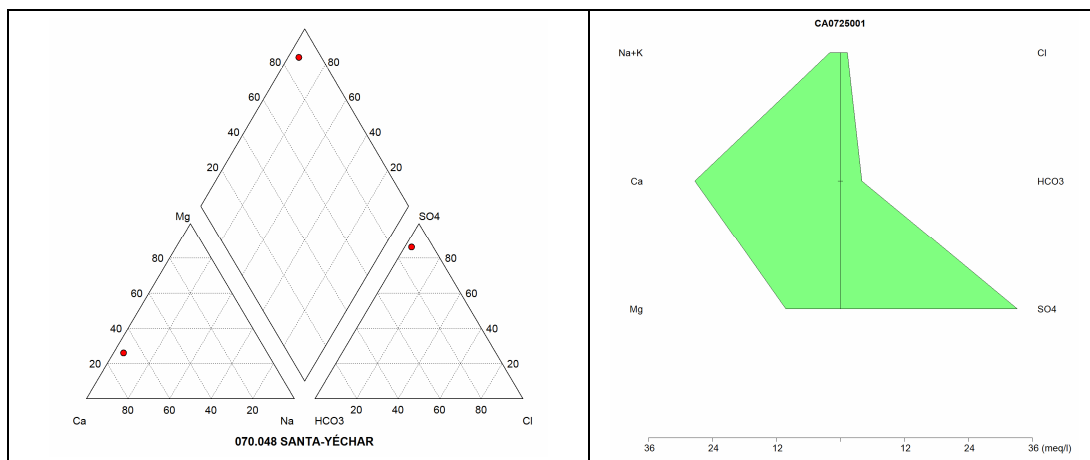 CA0725001
80 80
60 60
40 40
20 20
Mg SO4
80 80
60 60
40 40
20 20
Ca 80 60 40 20 Na HCO3 20 40 60 80 Cl
070.048 SANTA-YÉCHAR
Na+K Cl
Ca HCO3
Mg SO4
36 24 12 12 24 36 (meq/l)